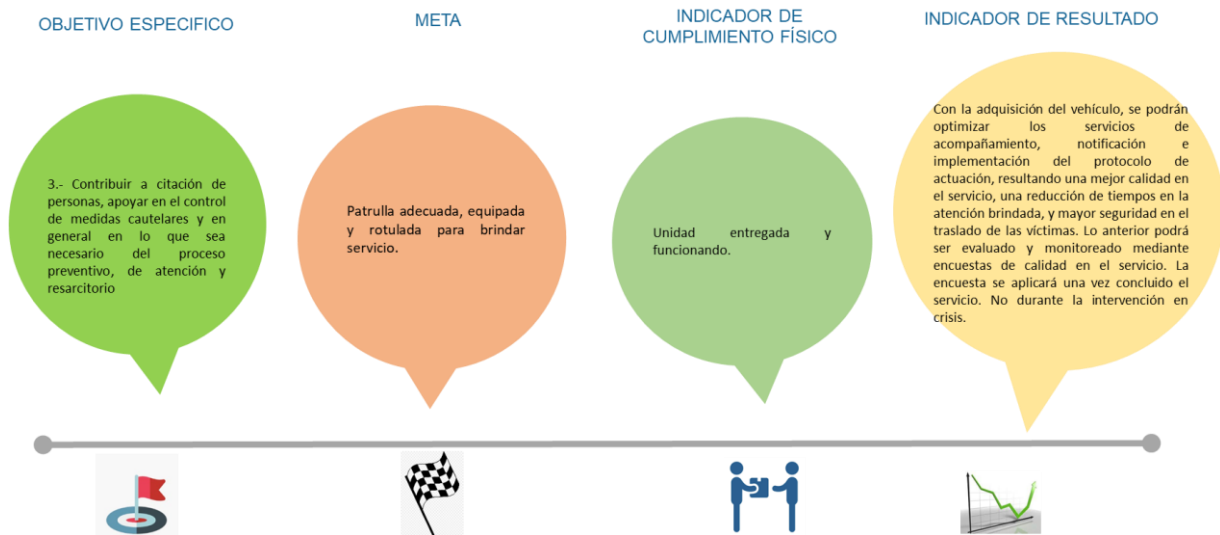 OBJETIVO ESPECIFICO
META
INDICADOR DE
CUMPLIMIENTO FÍSICO
INDICADOR DE RESULTADO
3.- Contribuir a citación de
personas, apoyar en el control
de medidas cautelares y en
general en lo que sea
necesario del proceso
preventivo, de atención y
resarcitorio
Patrulla adecuada, equipada
y rotulada para brindar
servicio.
Unidad entregada y
funcionando.
Con la adquisición del vehículo, se podrán
optimizar los servicios de
acompañamiento, notificación e
implementación del protocolo de
actuación, resultando una mejor calidad en
el servicio, una reducción de tiempos en la
atención brindada, y mayor seguridad en el
traslado de las víctimas. Lo anterior podrá
ser evaluado y monitoreado mediante
encuestas de calidad en el servicio. La
encuesta se aplicará una vez concluido el
servicio. No durante la intervención en
crisis.